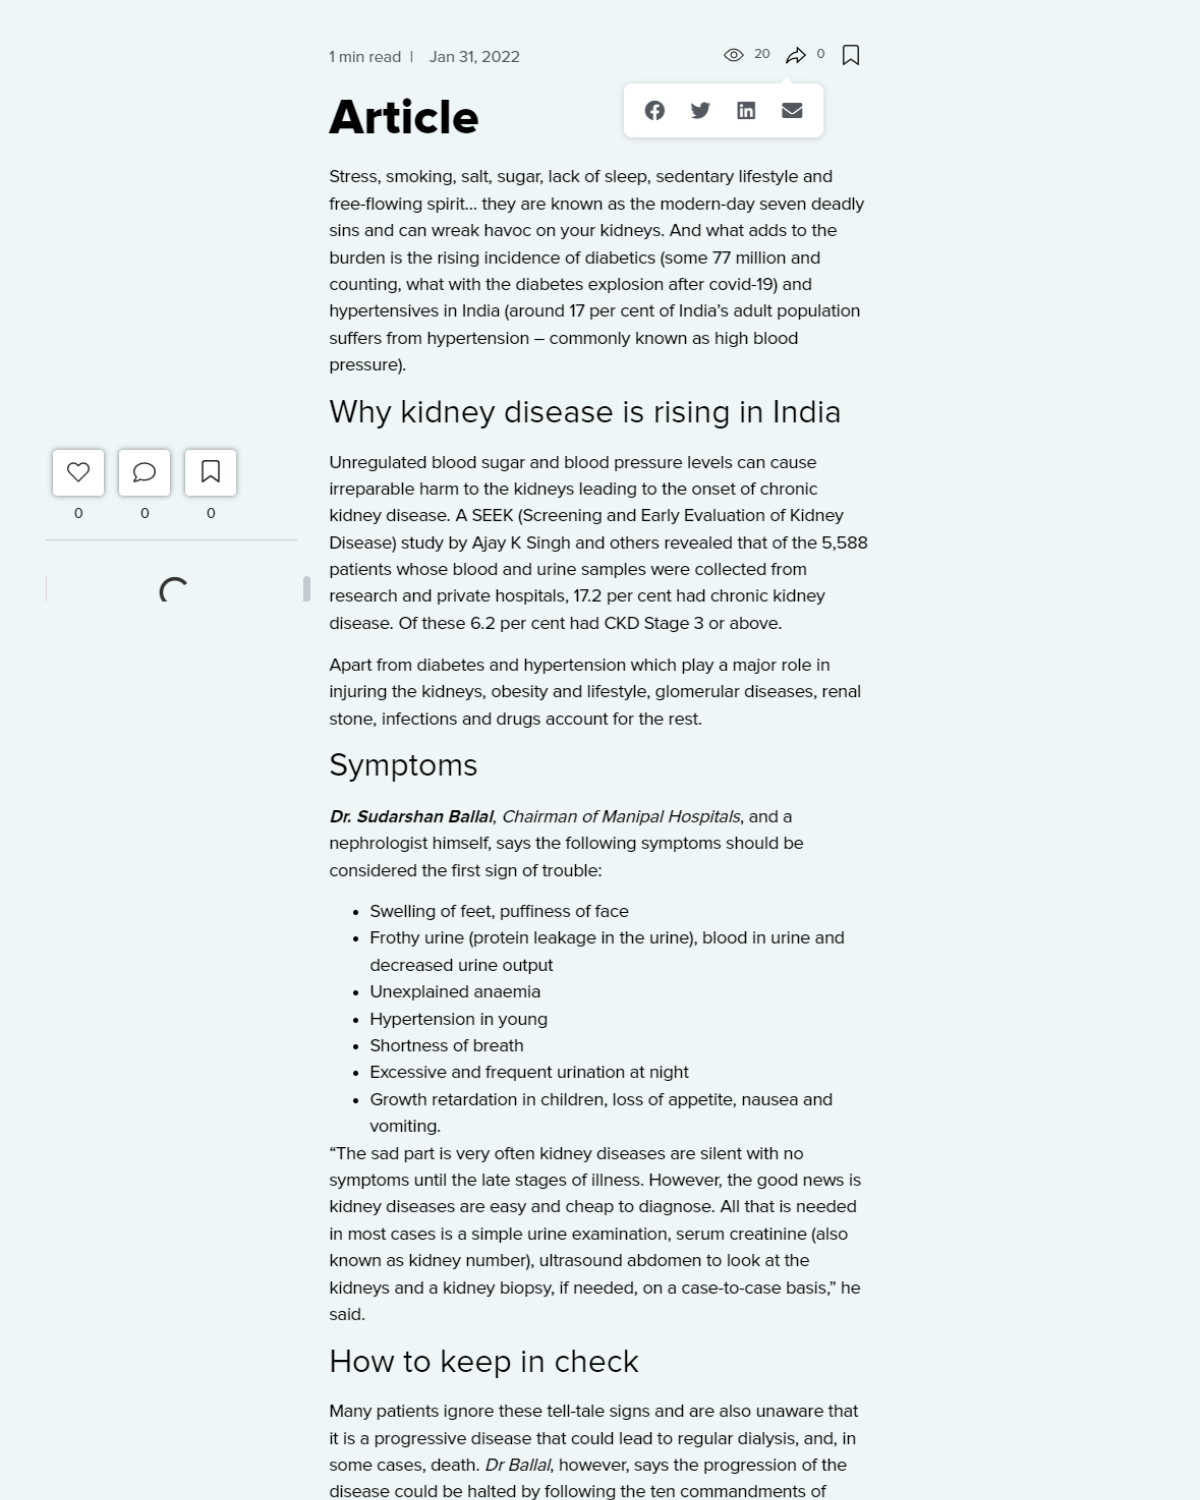 1 min read | Jan 31, 2022
20
0
Article
Stress, smoking, salt, sugar, lack of sleep, sedentary lifestyle and
free-flowing spirit... they are known as the modern-day seven deadly
sins and can wreak havoc on your kidneys. And what adds to the
burden is the rising incidence of diabetics (some 77 million and
counting, what with the diabetes explosion after covid-19) and
hypertensives in India (around 17 per cent of India’s adult population
suffers from hypertension – commonly known as high blood
pressure).
Why kidney disease is rising in India
Unregulated blood sugar and blood pressure levels can cause
irreparable harm to the kidneys leading to the onset of chronic
kidney disease. A SEEK (Screening and Early Evaluation of Kidney
Disease) study by Ajay K Singh and others revealed that of the 5,588
patients whose blood and urine samples were collected from
research and private hospitals, 17.2 per cent had chronic kidney
disease. Of these 6.2 per cent had CKD Stage 3 or above.
0 0 0
Apart from diabetes and hypertension which play a major role in
injuring the kidneys, obesity and lifestyle, glomerular diseases, renal
stone, infections and drugs account for the rest.
Symptoms
Dr. Sudarshan Ballal, Chairman of Manipal Hospitals, and a
nephrologist himself, says the following symptoms should be
considered the first sign of trouble:
• Swelling of feet, puffiness of face
• Frothy urine (protein leakage in the urine), blood in urine and
decreased urine output
• Unexplained anaemia
• Hypertension in young
• Shortness of breath
• Excessive and frequent urination at night
• Growth retardation in children, loss of appetite, nausea and
vomiting.
“The sad part is very often kidney diseases are silent with no
symptoms until the late stages of illness. However, the good news is
kidney diseases are easy and cheap to diagnose. All that is needed
in most cases is a simple urine examination, serum creatinine (also
known as kidney number), ultrasound abdomen to look at the
kidneys and a kidney biopsy, if needed, on a case-to-case basis,” he
said.
How to keep in check
Many patients ignore these tell-tale signs and are also unaware that
it is a progressive disease that could lead to regular dialysis, and, in
some cases, death. Dr Ballal, however, says the progression of the
disease could be halted by following the ten commandments of